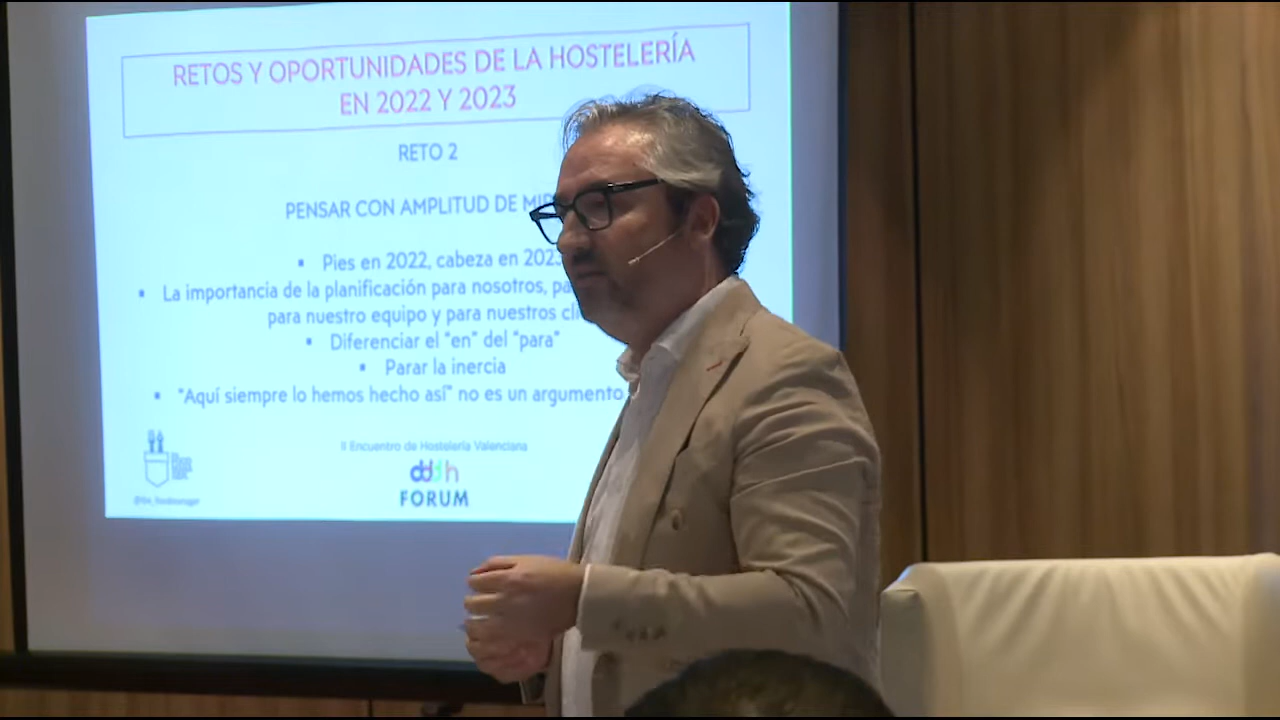 RETOS Y OPORTUNIDADES DE LA HOSTELERÍA
EN 2022 Y 2023
RETO 2
PENSAR CON AMPLITUD DE
▪ Pies en 2022, cabeza en 2023
▪ La importancia de la planificación para nosotros,
para nuestro equipo y para nuestros
▪ Diferenciar el "en" del "para"
▪ Parar la inercia
▪ "Aquí siempre lo hemos hecho así" no es un argumento
II Encuentro de Hostelería Valenciana
FORUM